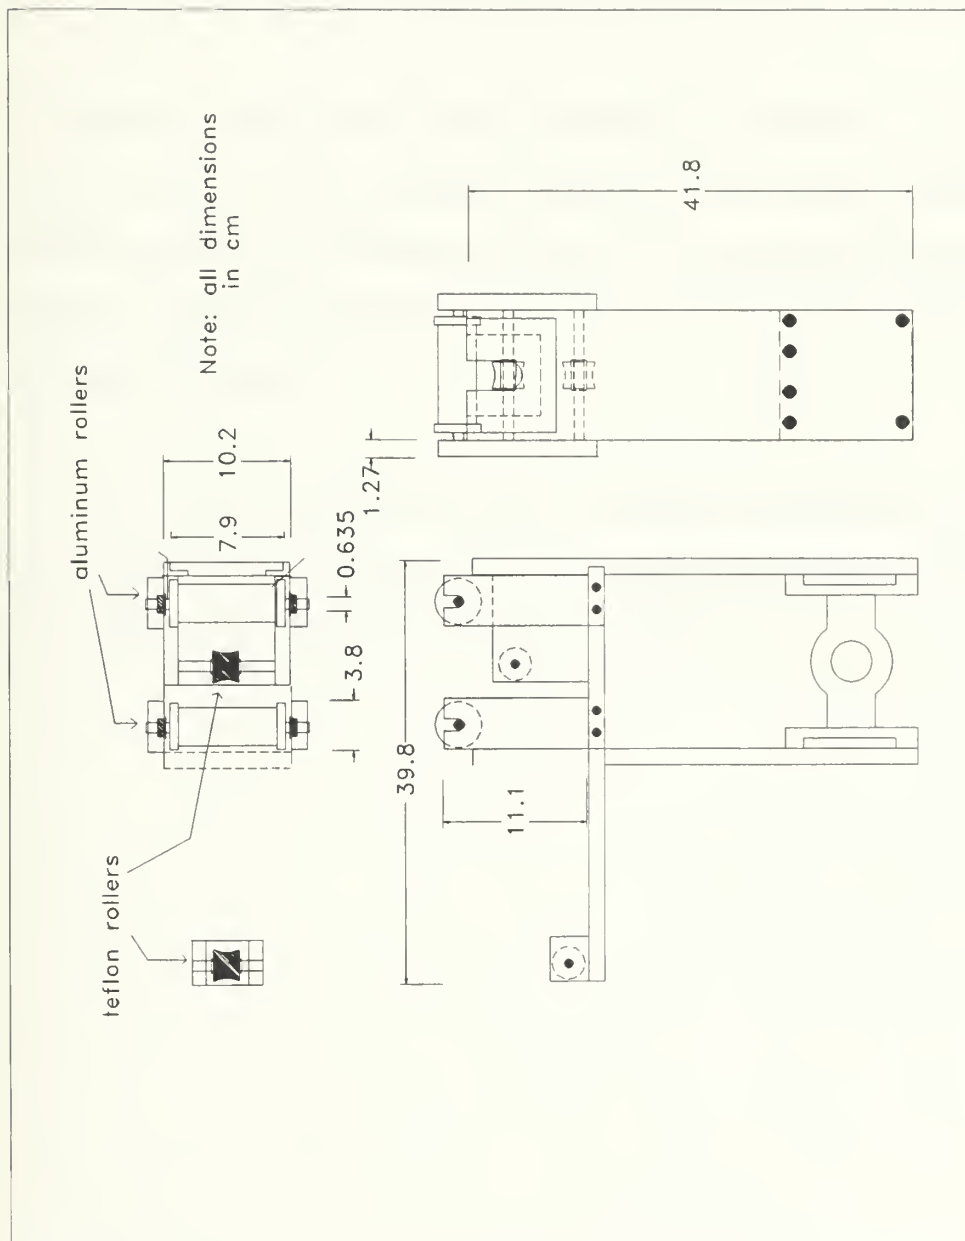 teflon rollers
aluminum rollers
Note: all dimensions
in cm
10.2
7.9
0.635
3.8
1.27
39.8
11.1
41.8